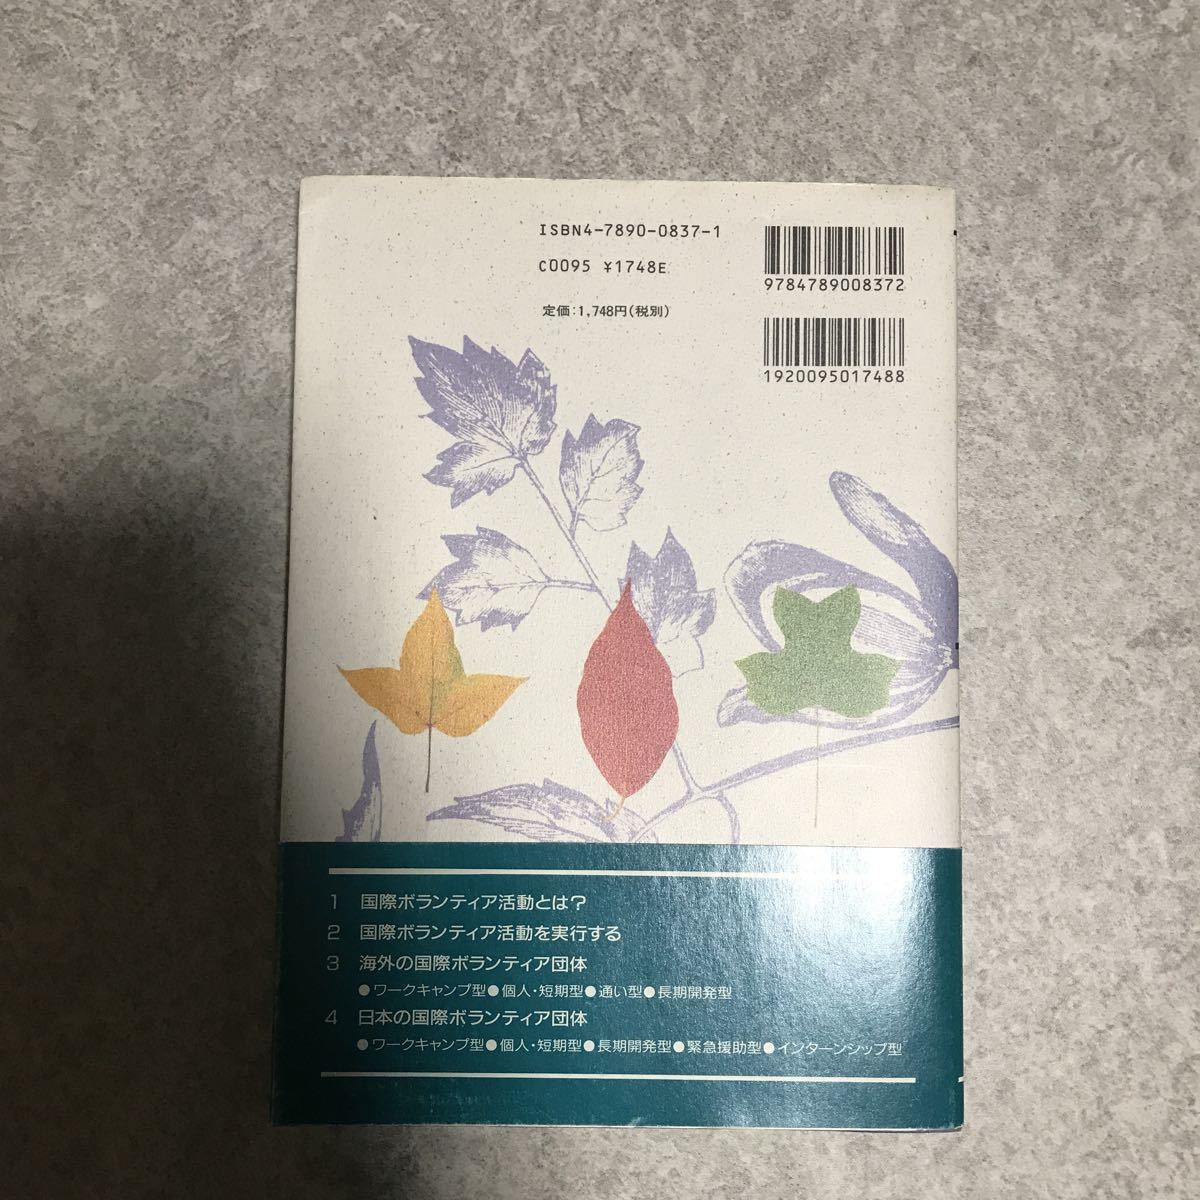 ISBN4-7890-0837-1
C0095 ¥1748E
定価:1,748円(税別)
9784789008372
1920095017488
1 国際ボランティア活動とは?
2 国際ボランティア活動を実行する
3 海外の国際ボランティア団体
●ワークキャンプ型●個人・短期型●通い型●長期開発型
4 日本の国際ボランティア団体
●ワークキャンプ型●個人・短期型●長期開発型●緊急援助型●インターンシップ型